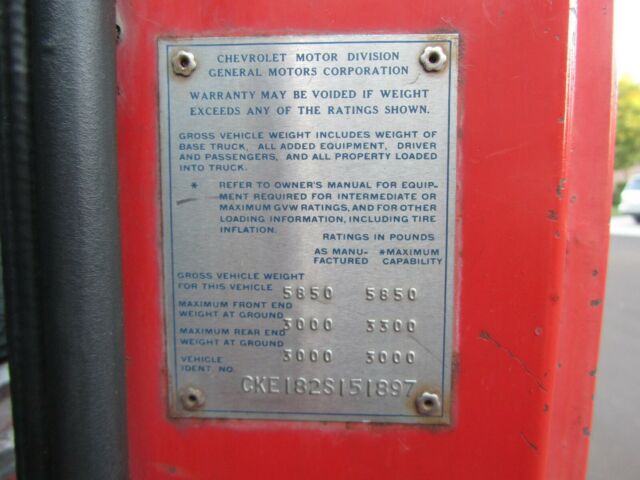 CHEVROLET MOTOR DIVISION
GENERAL MOTORS CORPORATION
WARRANTY MAY BE VOIDED IF WEIGHT
EXCEEDS ANY OF THE RATINGS SHOWN.
GROSS VEHICLE WEIGHT INCLUDES WEIGHT OF
BASE TRUCK, ALL ADDED EQUIPMENT, DRIVER
AND PASSENGERS, AND ALL PROPERTY LOADED
INTO TRUCK.
* REFER TO OWNER'S MANUAL FOR EQUIP-
MENT REQUIRED FOR INTERMEDIATE OR
MAXIMUM GVW RATINGS, AND FOR OTHER
LOADING INFORMATION, INCLUDING TIRE
INFLATION.
RATINGS IN POUNDS
AS MANU- *MAXIMUM
FACTURED CAPABILITY
GROSS VEHICLE WEIGHT
FOR THIS VEHICLE 5850 5850
MAXIMUM FRONT END
WEIGHT AT GROUND 3000 3300
MAXIMUM REAR END
WEIGHT AT GROUND 3000 3000
VEHICLE
IDENT. NO. CKE182S151897